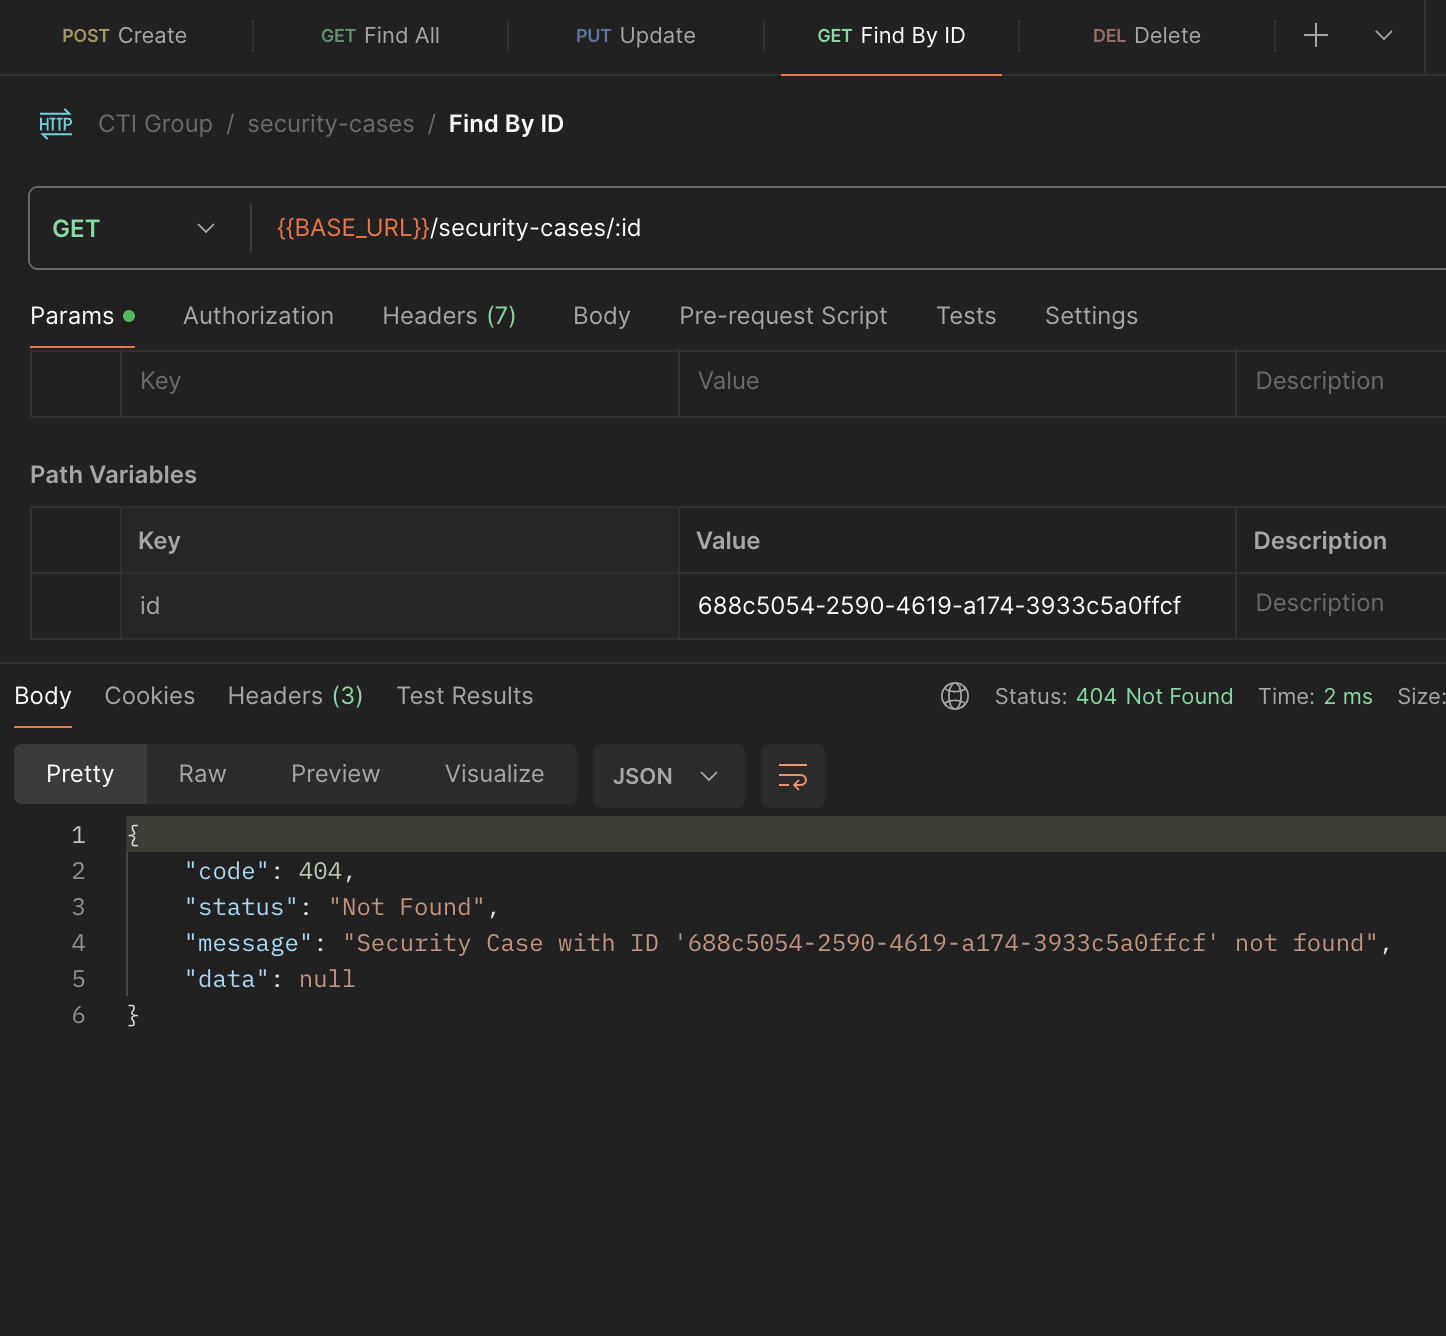 POST Create GET Find All PUT Update GET Find By ID DEL Delete
HTTP CTI Group / security-cases / Find By ID
GET {{BASE_URL}}/security-cases/:id
Params Authorization Headers (7) Body Pre-request Script Tests Settings
Key Value Description
Path Variables
Key Value Description
id 688c5054-2590-4619-a174-3933c5a0ffcf Description
Body Cookies Headers (3) Test Results Status: 404 Not Found Time: 2 ms Size:
Pretty Raw Preview Visualize JSON
1 {
2 "code": 404,
3 "status": "Not Found",
4 "message": "Security Case with ID '688c5054-2590-4619-a174-3933c5a0ffcf' not found",
5 "data": null
6 }